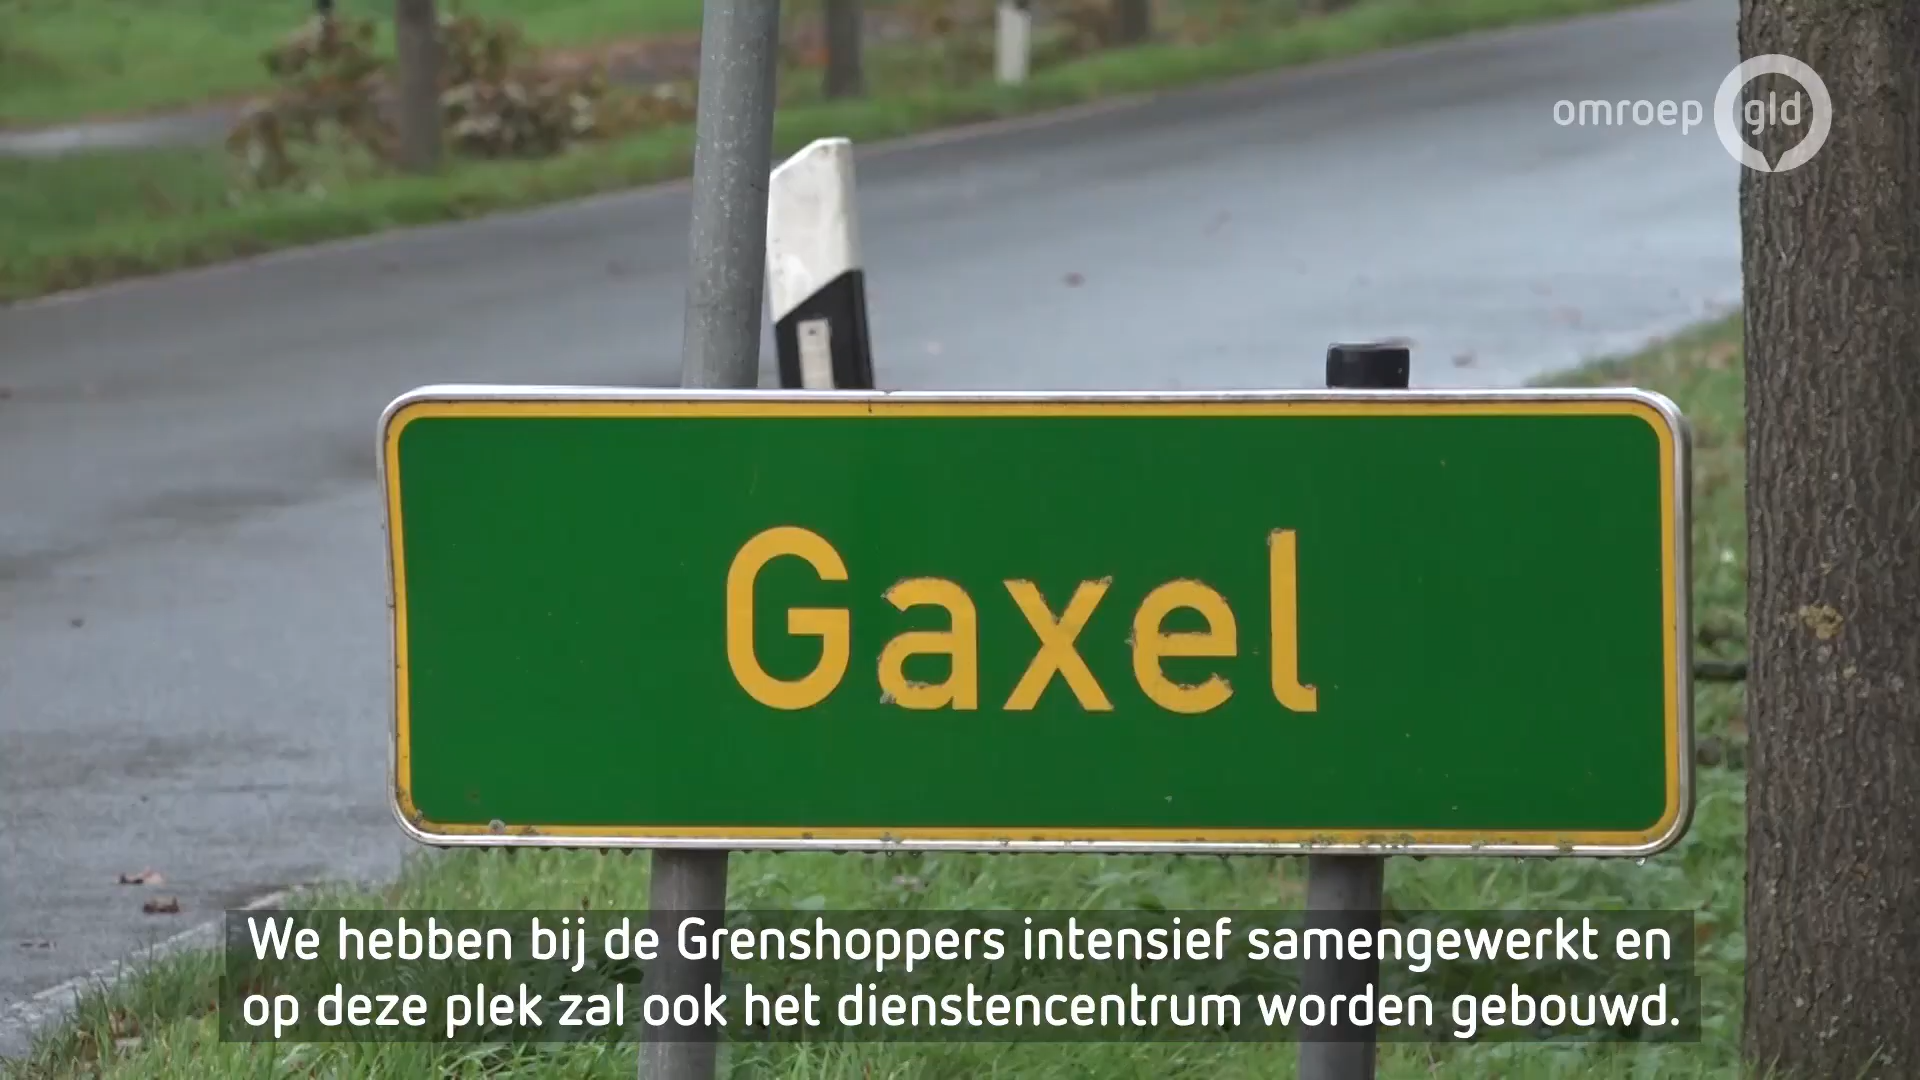 omroep gld
Gaxel
We hebben bij de Grenshoppers intensief samengewerkt en
op deze plek zal ook het dienstencentrum worden gebouwd.